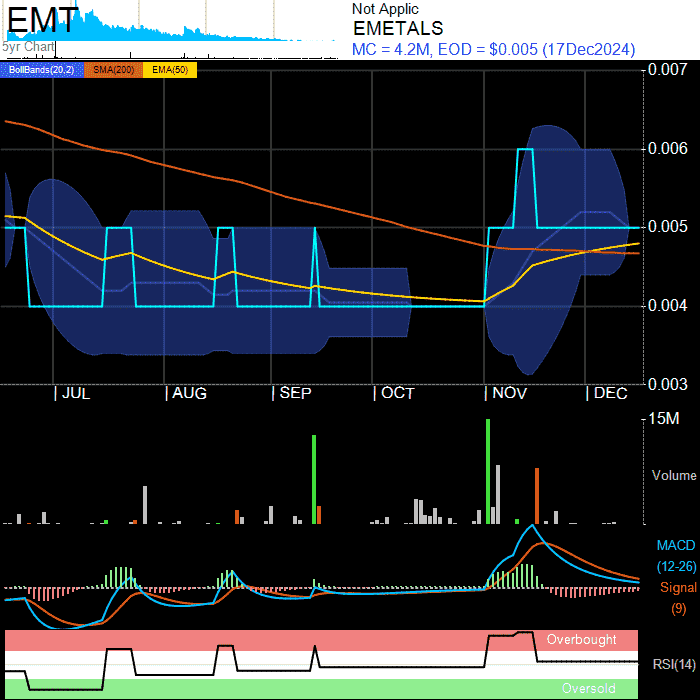 EMT
5yr Chart
Not Applic
EMETALS
MC = 4.2M, EOD = $0.005 (17Dec2024)
BollBands(20,2) SMA(200) EMA(50)
0.007
0.006
0.005
0.004
0.003
| JUL | AUG | SEP | OCT | NOV | DEC
15M
Volume
MACD
(12-26)
Signal
(9)
Overbought
RSI(14)
Oversold